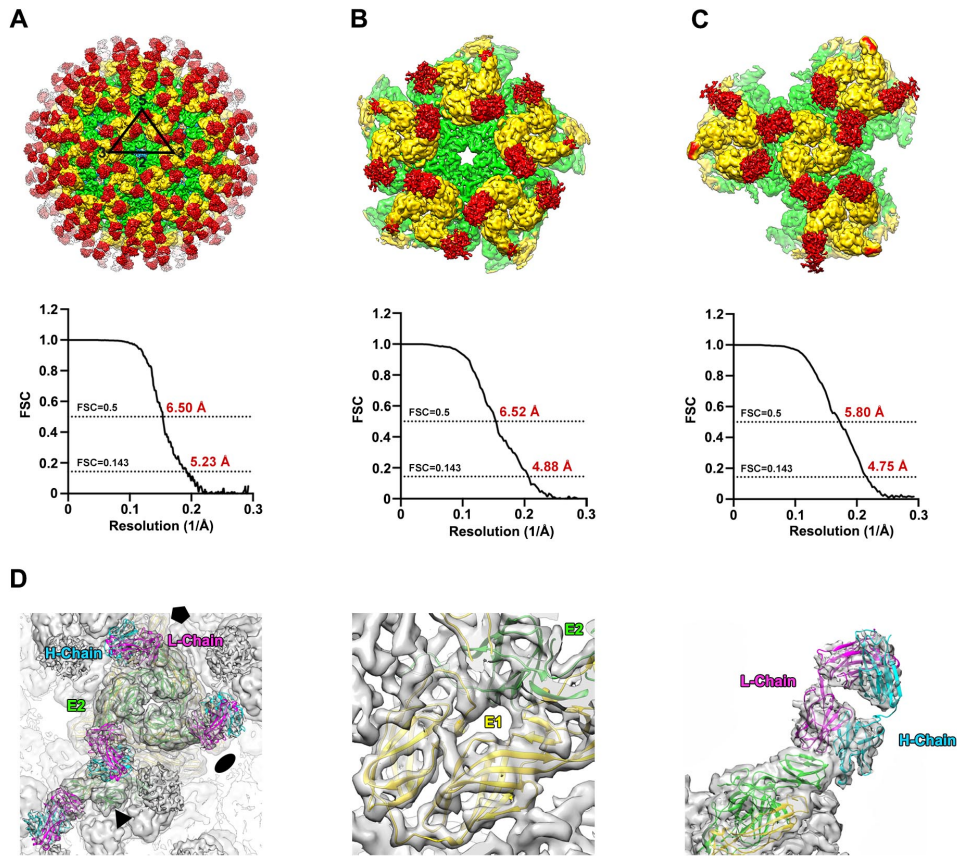 A
B
C
5
3
3
2
1.2
1.0
0.8
0.6
0.4
0.2
0
FSC
FSC=0.5
6.50 Å
FSC=0.143
5.23 Å
0
0.1
0.2
0.3
Resolution (1/Å)
1.2
1.0
0.8
0.6
0.4
0.2
0
FSC
FSC=0.5
6.52 Å
FSC=0.143
4.88 Å
0
0.1
0.2
0.3
Resolution (1/Å)
1.2
1.0
0.8
0.6
0.4
0.2
0
FSC
FSC=0.5
5.80 Å
FSC=0.143
4.75 Å
0
0.1
0.2
0.3
Resolution (1/Å)
D
H-Chain
L-Chain
E2
E2
E1
L-Chain
H-Chain